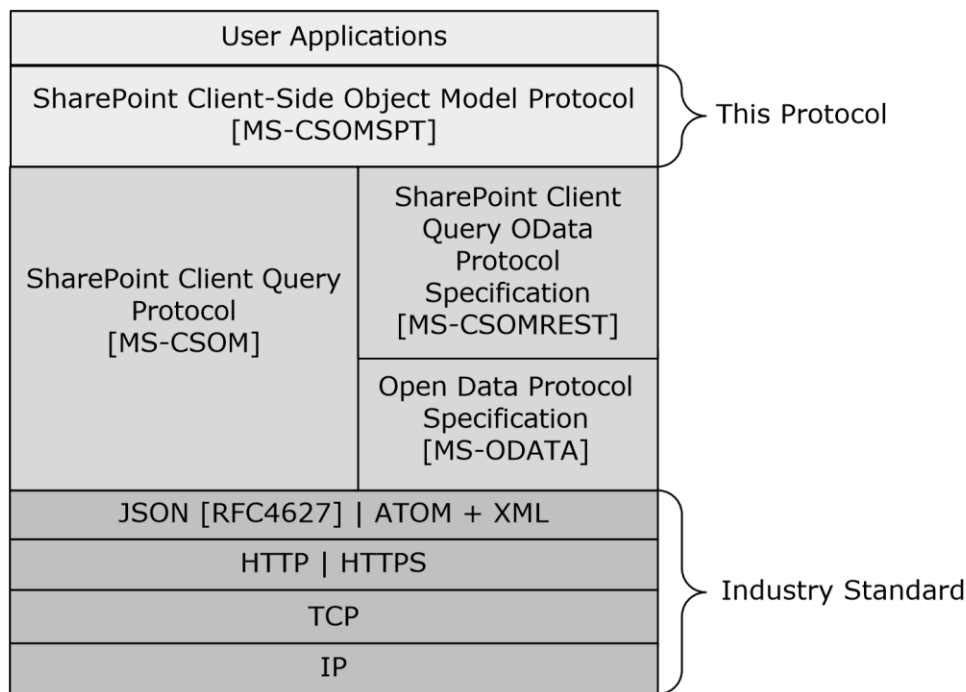 User Applications
SharePoint Client-Side Object Model Protocol
[MS-CSOMSPT]
This Protocol
SharePoint Client Query
Protocol
[MS-CSOM]
SharePoint Client
Query OData
Protocol
Specification
[MS-CSOMREST]
Open Data Protocol
Specification
[MS-ODATA]
JSON [RFC4627] | ATOM + XML
HTTP | HTTPS
TCP
IP
Industry Standard